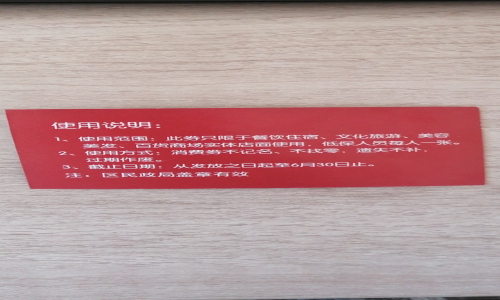 使用说明：
1、使用范围：此券只限于餐饮住宿、文化旅游、美容
美发、百货商场实体店面使用，低保人员每人一张。
2、使用方式：消费券不记名、不找零，遗失不补，
过期作废。
3、截止日期：从发放之日起至6月30日止。
注：区民政局盖章有效